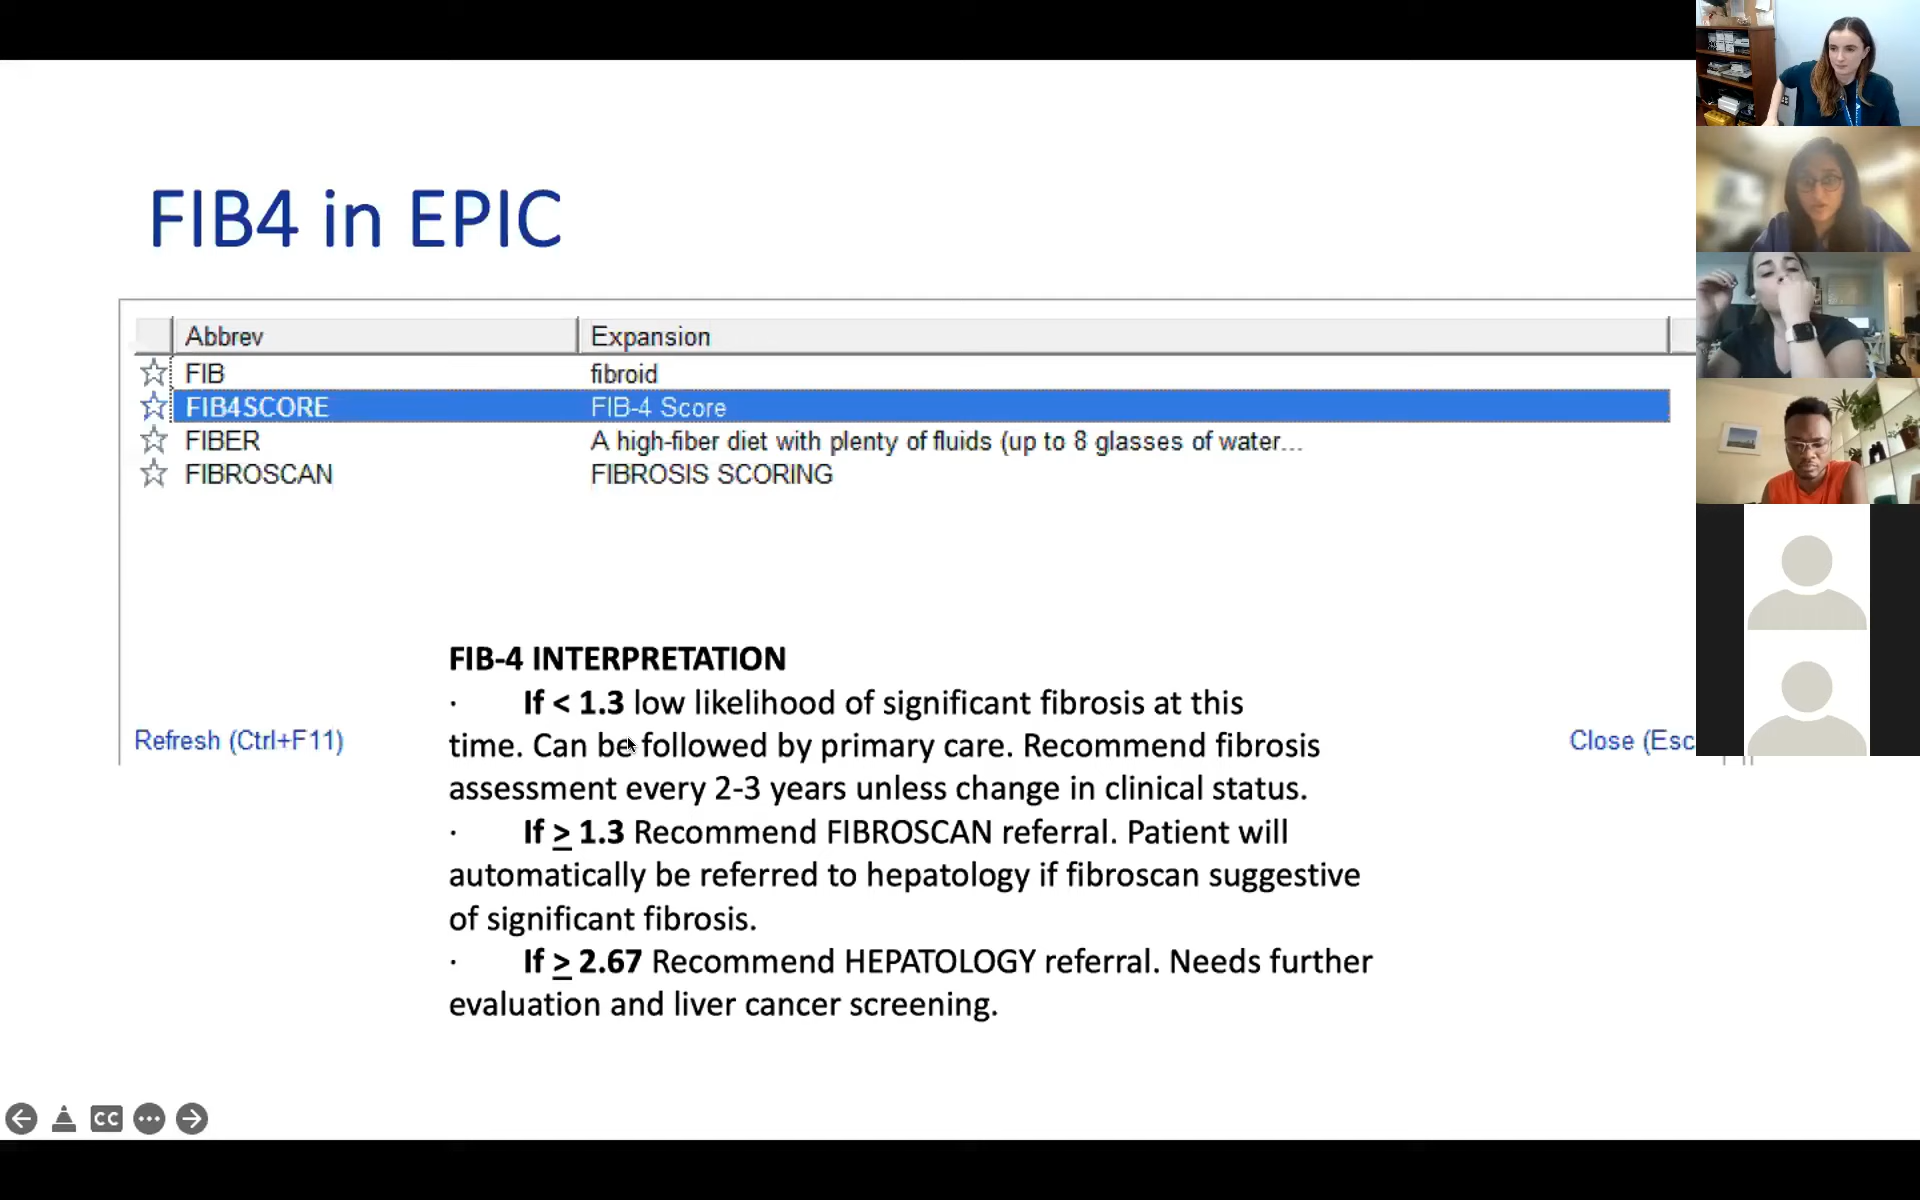 FIB4 in EPIC
Abbrev Expansion
FIB fibroid
FIB4SCORE FIB-4 Score
FIBER A high-fiber diet with plenty of fluids (up to 8 glasses of water...
FIBROSCAN FIBROSIS SCORING
FIB-4 INTERPRETATION
· If < 1.3 low likelihood of significant fibrosis at this
time. Can be followed by primary care. Recommend fibrosis
assessment every 2-3 years unless change in clinical status.
· If ≥ 1.3 Recommend FIBROSCAN referral. Patient will
automatically be referred to hepatology if fibroscan suggestive
of significant fibrosis.
· If ≥ 2.67 Recommend HEPATOLOGY referral. Needs further
evaluation and liver cancer screening.
Refresh (Ctrl+F11)
Close (Esc
CC